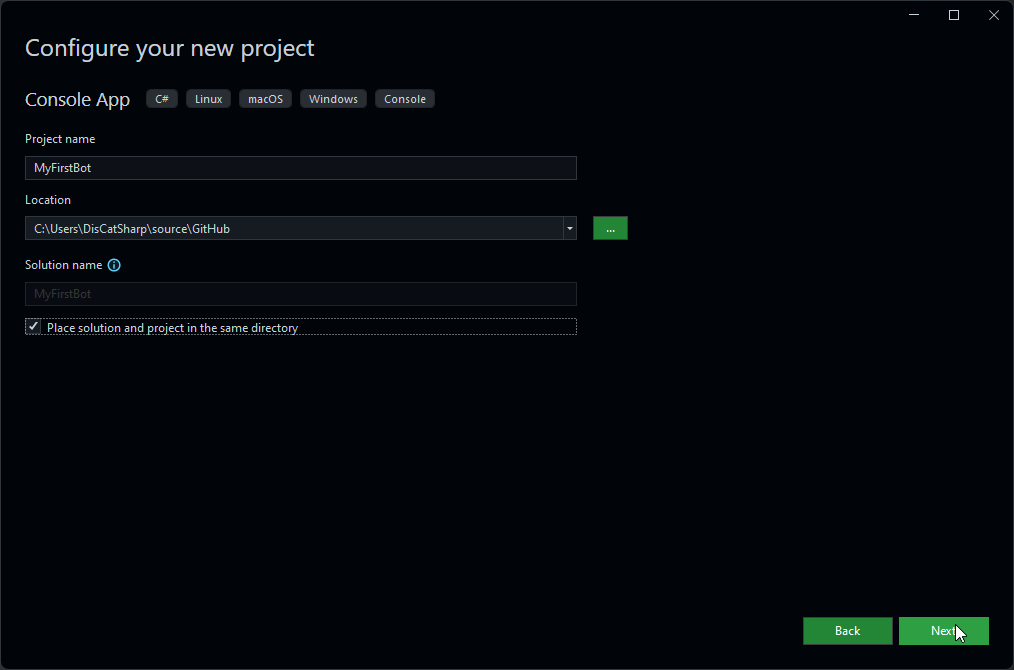 Configure your new project
Console App C# Linux macOS Windows Console
Project name
MyFirstBot
Location
C:\Users\DisCatSharp\source\GitHub ...
Solution name
MyFirstBot
Place solution and project in the same directory
Back Next